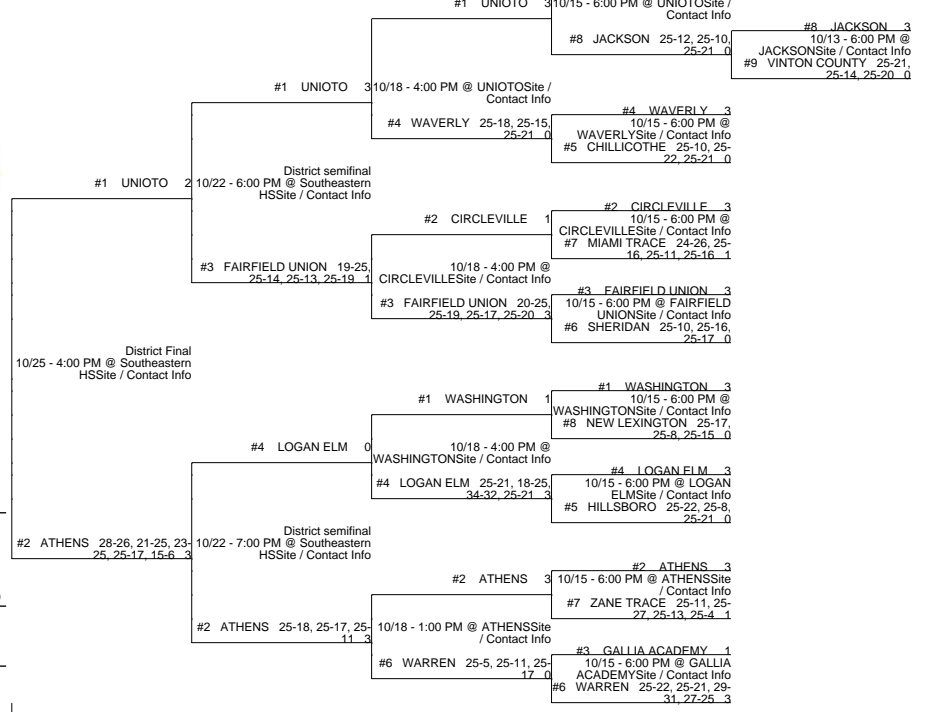 #1 UNIOTO 3
10/15 - 6:00 PM @ UNIOTOSite /
Contact Info
#8 JACKSON 25-12, 25-10,
25-21 0
#8 JACKSON 3
10/13 - 6:00 PM @
JACKSONSite / Contact Info
#9 VINTON COUNTY 25-21,
25-14, 25-20 0
#1 UNIOTO 3
10/18 - 4:00 PM @ UNIOTOSite /
Contact Info
#4 WAVERLY 25-18, 25-15,
25-21 0
#4 WAVERLY 3
10/15 - 6:00 PM @
WAVERLYSite / Contact Info
#5 CHILLICOTHE 25-10, 25-
22, 25-21 0
#1 UNIOTO 2
District semifinal
10/22 - 6:00 PM @ Southeastern
HSSite / Contact Info
#3 FAIRFIELD UNION 19-25,
25-14, 25-13, 25-19 1
#2 CIRCLEVILLE 1
10/18 - 4:00 PM @
CIRCLEVILLESite / Contact Info
#3 FAIRFIELD UNION 20-25,
25-19, 25-17, 25-20 3
#2 CIRCLEVILLE 3
10/15 - 6:00 PM @
CIRCLEVILLESite / Contact Info
#7 MIAMI TRACE 24-26, 25-
16, 25-11, 25-16 1
#3 FAIRFIELD UNION 3
10/15 - 6:00 PM @ FAIRFIELD
UNIONSite / Contact Info
#6 SHERIDAN 25-10, 25-16,
25-17 0
District Final
10/25 - 4:00 PM @ Southeastern
HSSite / Contact Info
#1 WASHINGTON 1
10/18 - 4:00 PM @
WASHINGTONSite / Contact Info
#4 LOGAN ELM 25-21, 18-25,
34-32, 25-21 3
#1 WASHINGTON 3
10/15 - 6:00 PM @
WASHINGTONSite / Contact Info
#8 NEW LEXINGTON 25-17,
25-8, 25-15 0
#4 LOGAN ELM 3
10/15 - 6:00 PM @ LOGAN
ELMSite / Contact Info
#5 HILLSBORO 25-22, 25-8,
25-21 0
#4 LOGAN ELM 0
District semifinal
10/22 - 7:00 PM @ Southeastern
HSSite / Contact Info
#2 ATHENS 25-18, 25-17, 25-
11 3
#2 ATHENS 28-26, 21-25, 23-
25, 25-17, 15-6 3
#2 ATHENS 3
10/18 - 1:00 PM @ ATHENSSite
/ Contact Info
#6 WARREN 25-5, 25-11, 25-
17 0
#2 ATHENS 3
10/15 - 6:00 PM @ ATHENSSite
/ Contact Info
#7 ZANE TRACE 25-11, 25-
27, 25-13, 25-4 1
#3 GALLIA ACADEMY 1
10/15 - 6:00 PM @ GALLIA
ACADEMYSite / Contact Info
#6 WARREN 25-22, 25-21, 29-
31, 27-25 3